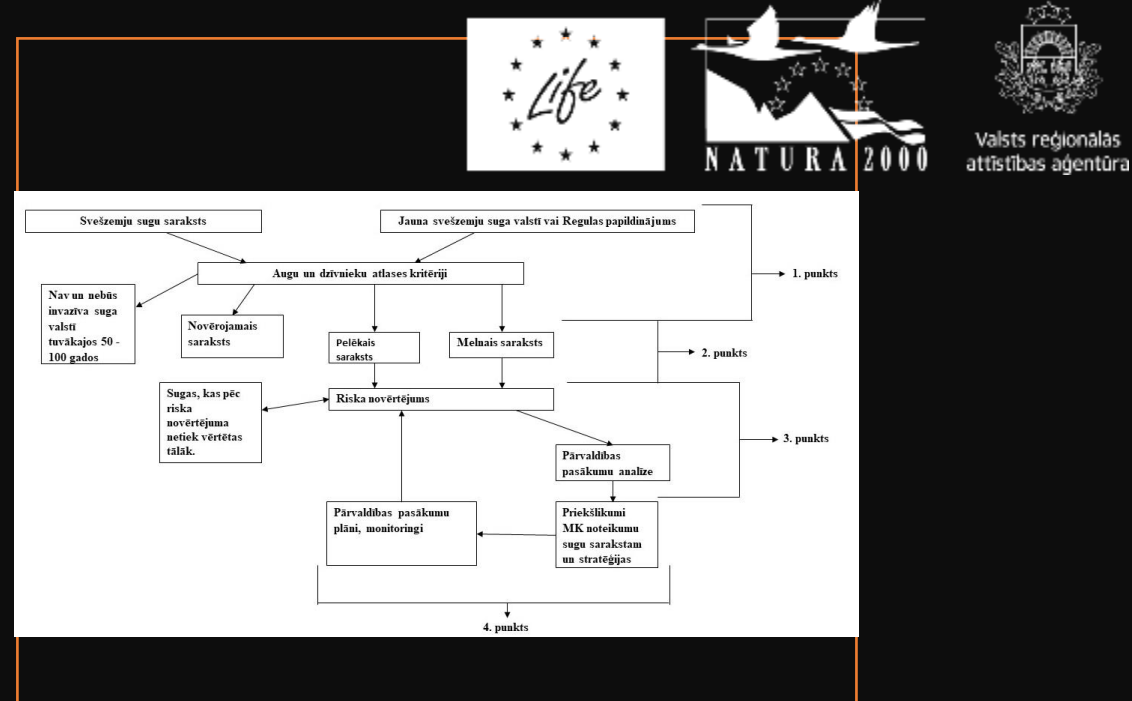 Life
NATURA 2000
Valsts reģionālās
attīstības aģentūra
Svešzemju sugu saraksts
Jauna svešzemju suga valstī vai Regulas papildinājums
Augu un dzīvnieku atlases kritēriji
1. punkts
Nav un nebūs
invazīva suga
valstī
tuvākajos 50 -
100 gados
Novērojamais
saraksts
Pelēkais
saraksts
Melnais saraksts
2. punkts
Sugas, kas pēc
riska
novērtējuma
netiek vērtētas
tālāk.
Riska novērtējums
3. punkts
Pārvaldības
pasākumu analīze
Pārvaldības pasākumu
plāni, monitoringi
Priekšlikumi
MK noteikumu
sugu sarakstam
un stratēģijas
4. punkts